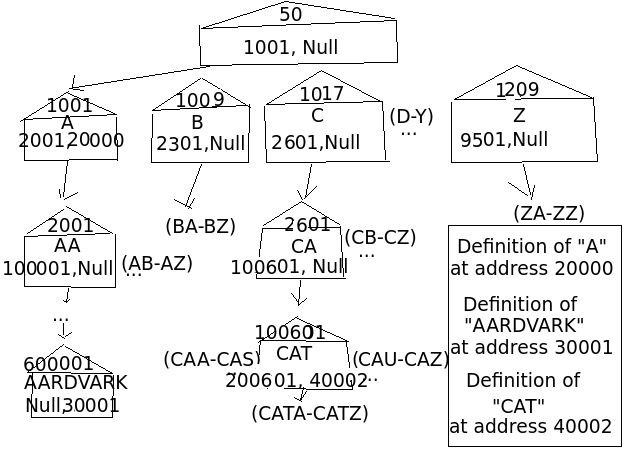 50
1001, Null
1001
A
2001,20000
1009
B
2301,Null
1017
C
2601,Null
(D-Y)
...
1209
Z
9501,Null
(BA-BZ)
(ZA-ZZ)
2001
AA
100001,Null
(AB-AZ)
...
2601
CA
100601, Null
(CB-CZ)
...
...
600001
AARDVARK
Null,30001
(CAA-CAS)
...
100601
CAT
200601, 40002
(CAU-CAZ)
...
(CATA-CATZ)
Definition of "A"
at address 20000
Definition of
"AARDVARK"
at address 30001
Definition of
"CAT"
at address 40002